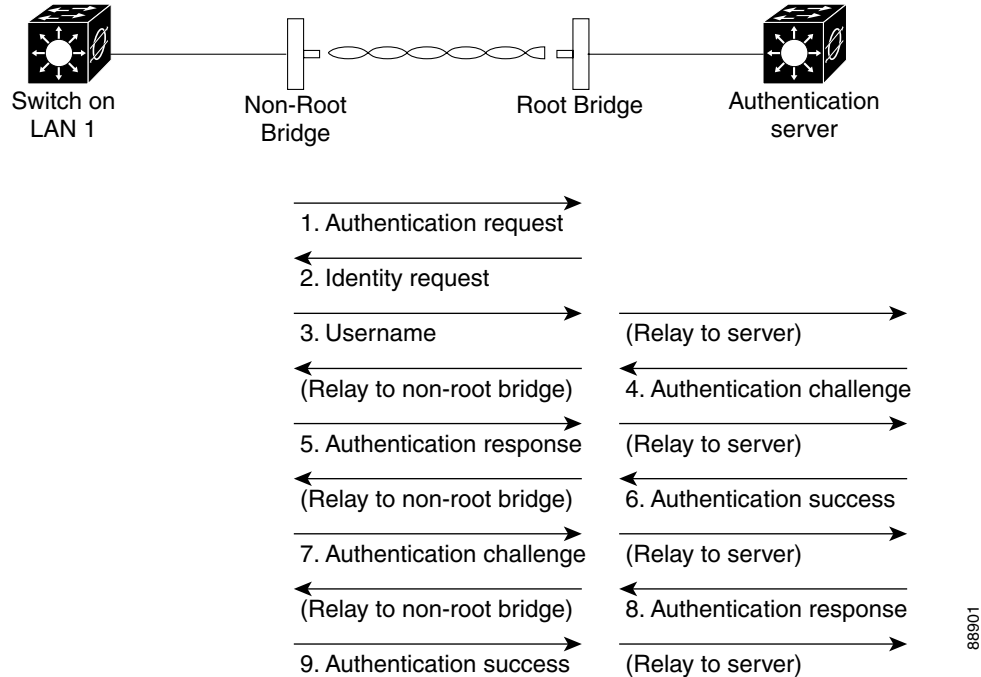 Switch on
LAN 1
Non-Root
Bridge
Root Bridge
Authentication
server
1. Authentication request
2. Identity request
3. Username
(Relay to server)
(Relay to non-root bridge)
4. Authentication challenge
5. Authentication response
(Relay to server)
(Relay to non-root bridge)
6. Authentication success
7. Authentication challenge
(Relay to server)
(Relay to non-root bridge)
8. Authentication response
9. Authentication success
(Relay to server)
88901